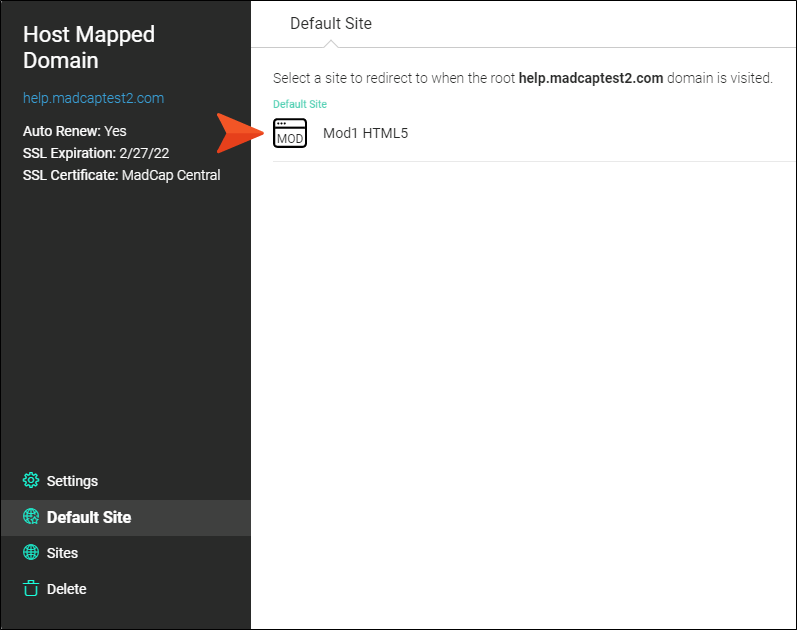 Host Mapped
Domain
help.madcaptest2.com
Auto Renew: Yes
SSL Expiration: 2/27/22
SSL Certificate: MadCap Central
Settings
Default Site
Sites
Delete
Default Site
Select a site to redirect to when the root help.madcaptest2.com domain is visited.
Default Site
MOD
Mod1 HTML5